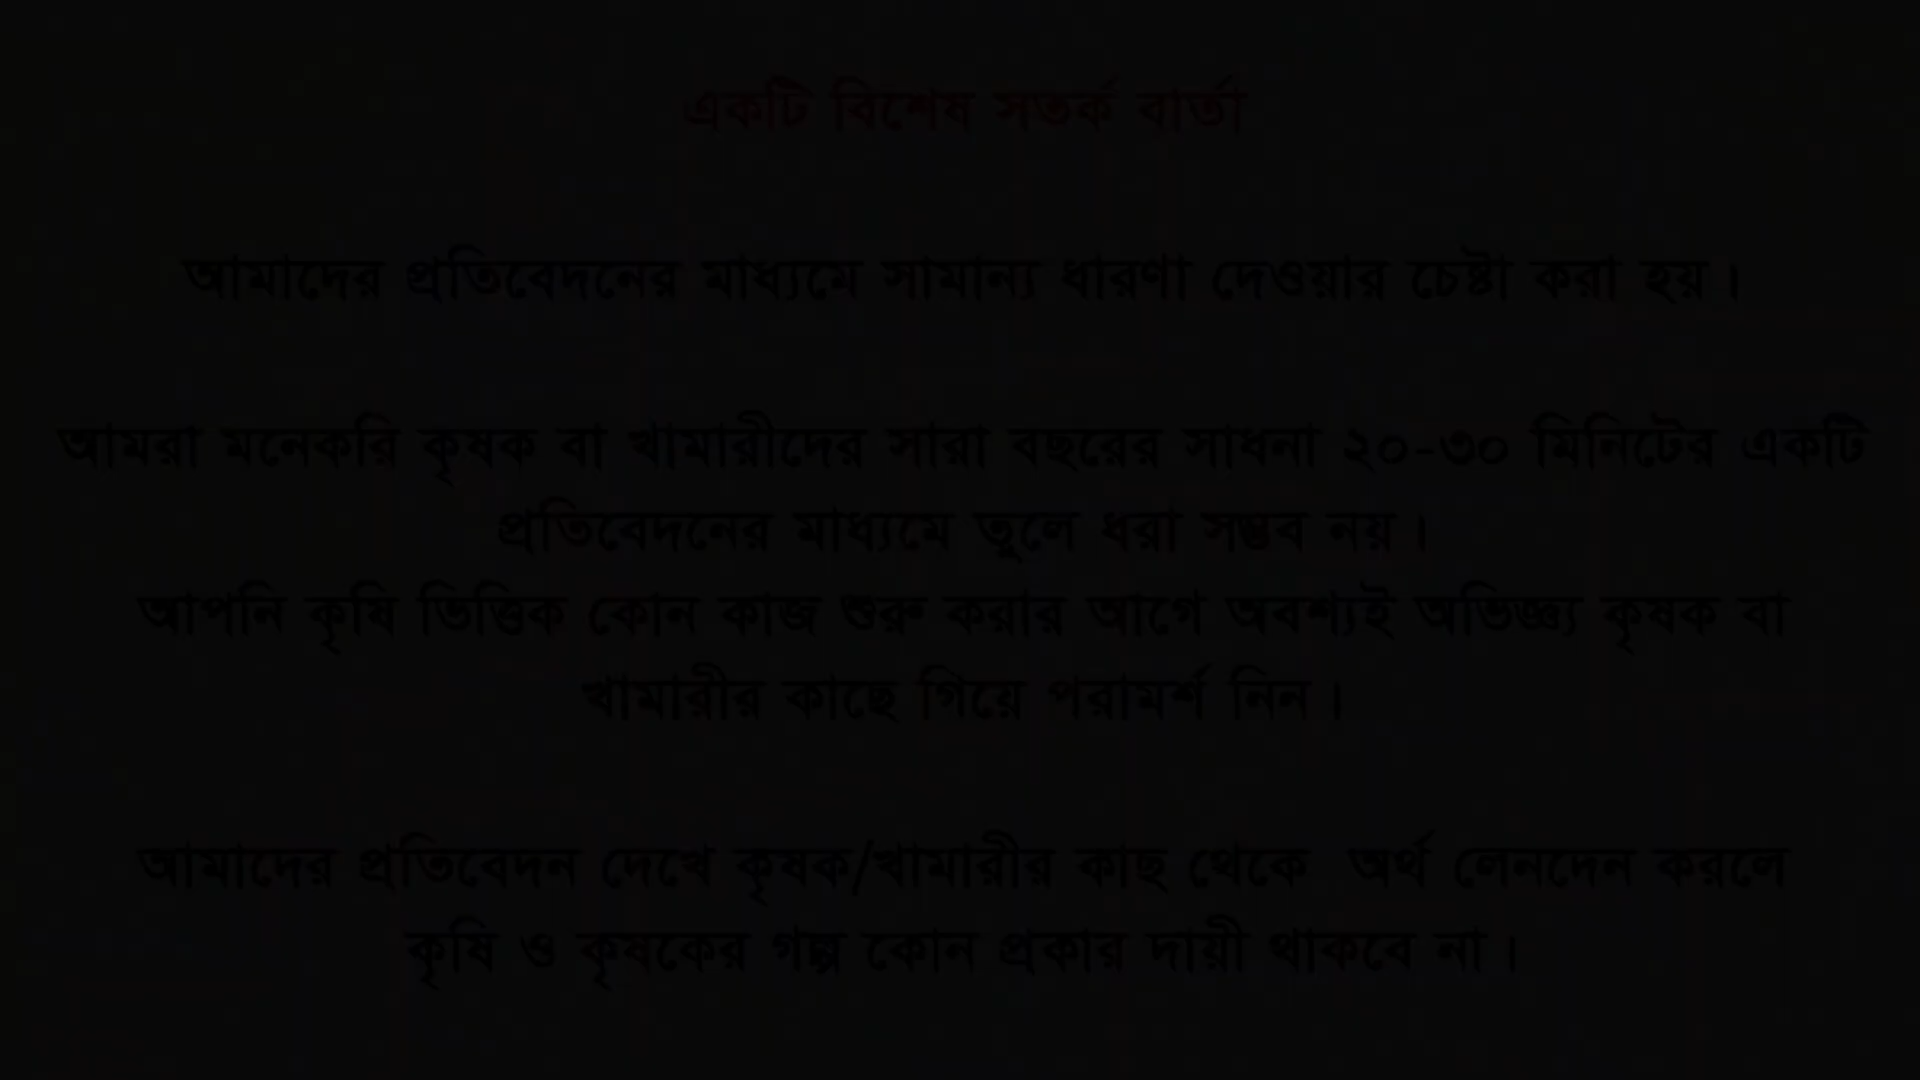 একটি বিশেষ সতর্ক বার্তা
আমাদের প্রতিবেদনের মাধ্যমে সামান্য ধারণা দেওয়ার চেষ্টা করা হয়।
আমরা মনেকরি কৃষক বা খামারীদের সারা বছরের সাধনা ২০-৩০ মিনিটের একটি
প্রতিবেদনের মাধ্যমে তুলে ধরা সম্ভব নয়।
আপনি কৃষি ভিত্তিক কোন কাজ শুরু করার আগে অবশ্যই অভিজ্ঞ্য কৃষক বা
খামারীর কাছে গিয়ে পরামর্শ নিন।
আমাদের প্রতিবেদন দেখে কৃষক/খামারীর কাছ থেকে অর্থ লেনদেন করলে
কৃষি ও কৃষকের গল্প কোন প্রকার দায়ী থাকবে না।